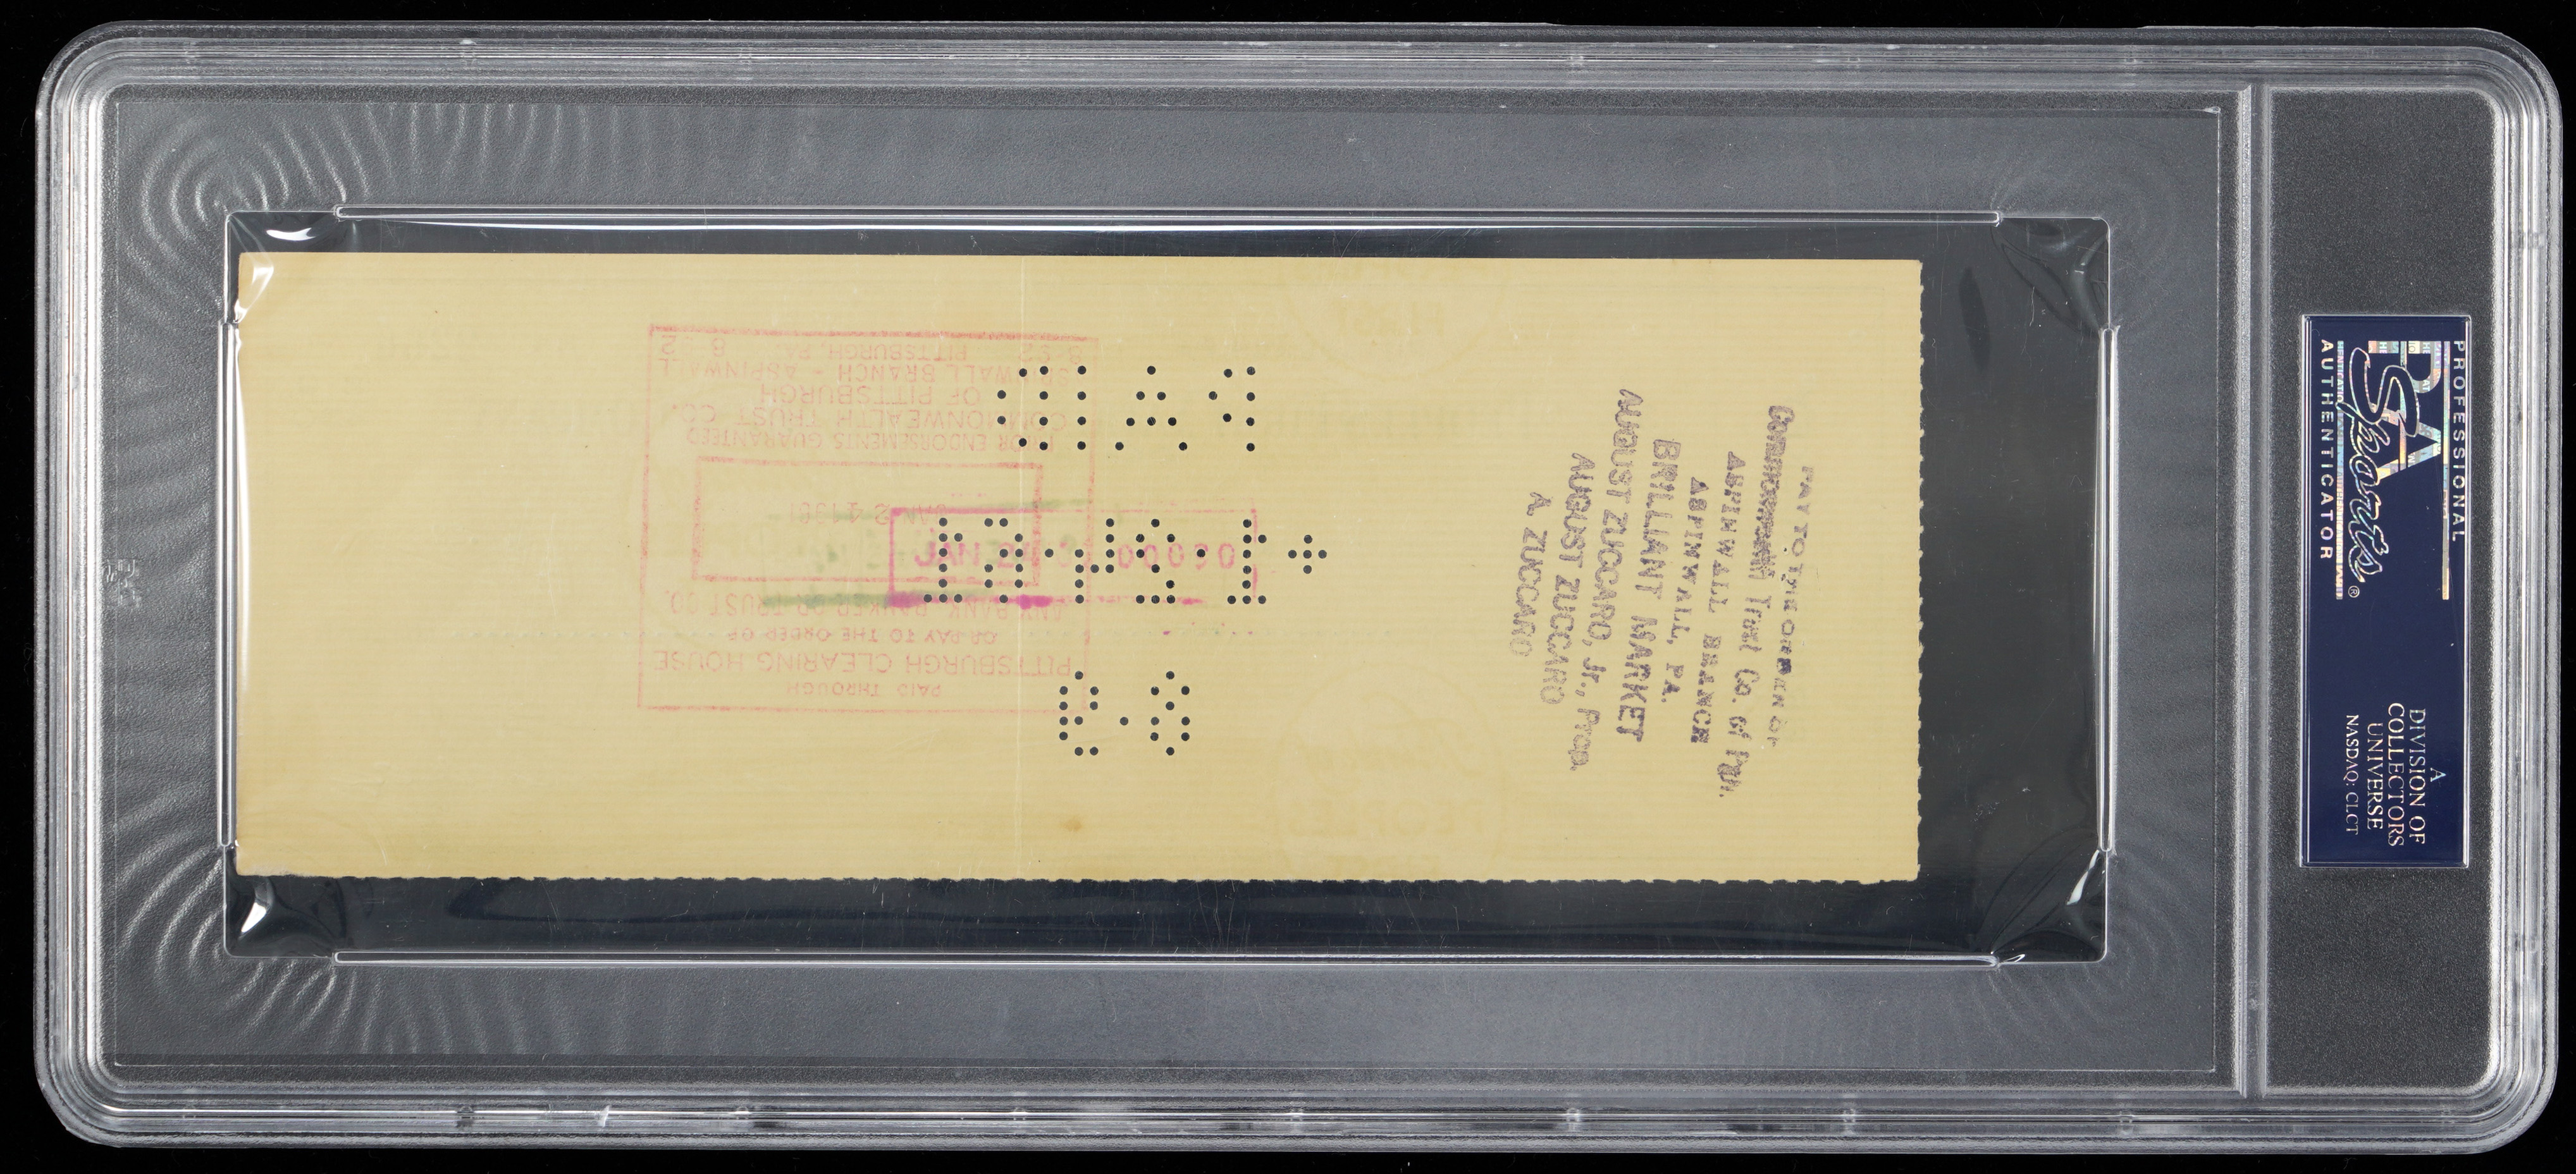 PAY TO THE ORDER OF
Trust Co. of Pgh.
ASPINWALL BRANCH
ASPINWALL, PA.
BRILLIANT MARKET
AUGUST ZUCCARO, Jr., Prop.
AUGUST ZUCCARO
A. ZUCCARO
PAID THROUGH
PITTSBURGH CLEARING HOUSE
OR PAY TO THE ORDER OF
ANY BANK, BANKER OR TRUST CO.
PRIOR ENDORSEMENTS GUARANTEED
COMMONWEALTH TRUST CO.
OF PITTSBURGH
ASPINWALL BRANCH - ASPINWALL
PITTSBURGH, PA.
PAID
8-9
PROFESSIONAL
PSA
Sports®
AUTHENTICATOR
A
DIVISION OF
COLLECTORS
UNIVERSE
NASDAQ: CLCT